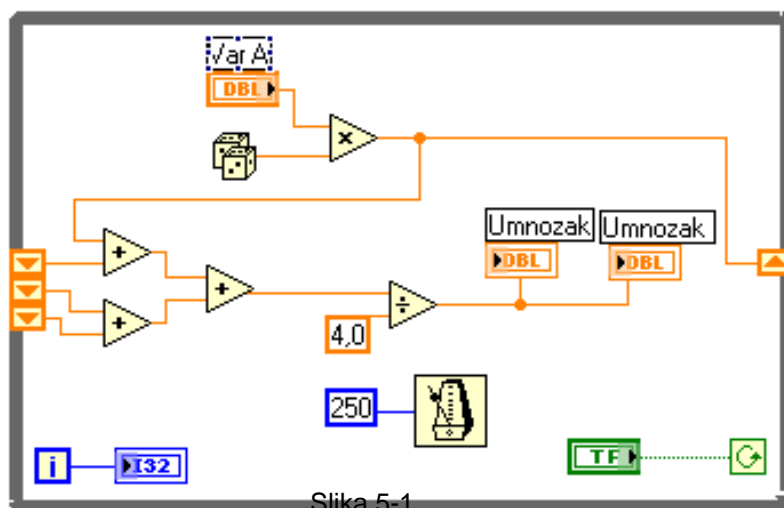 Var A
DBL
×
+
+
+
÷
Umnozak
Umnozak
DBL
DBL
4,0
250
i
I32
TF
Slika 5-1